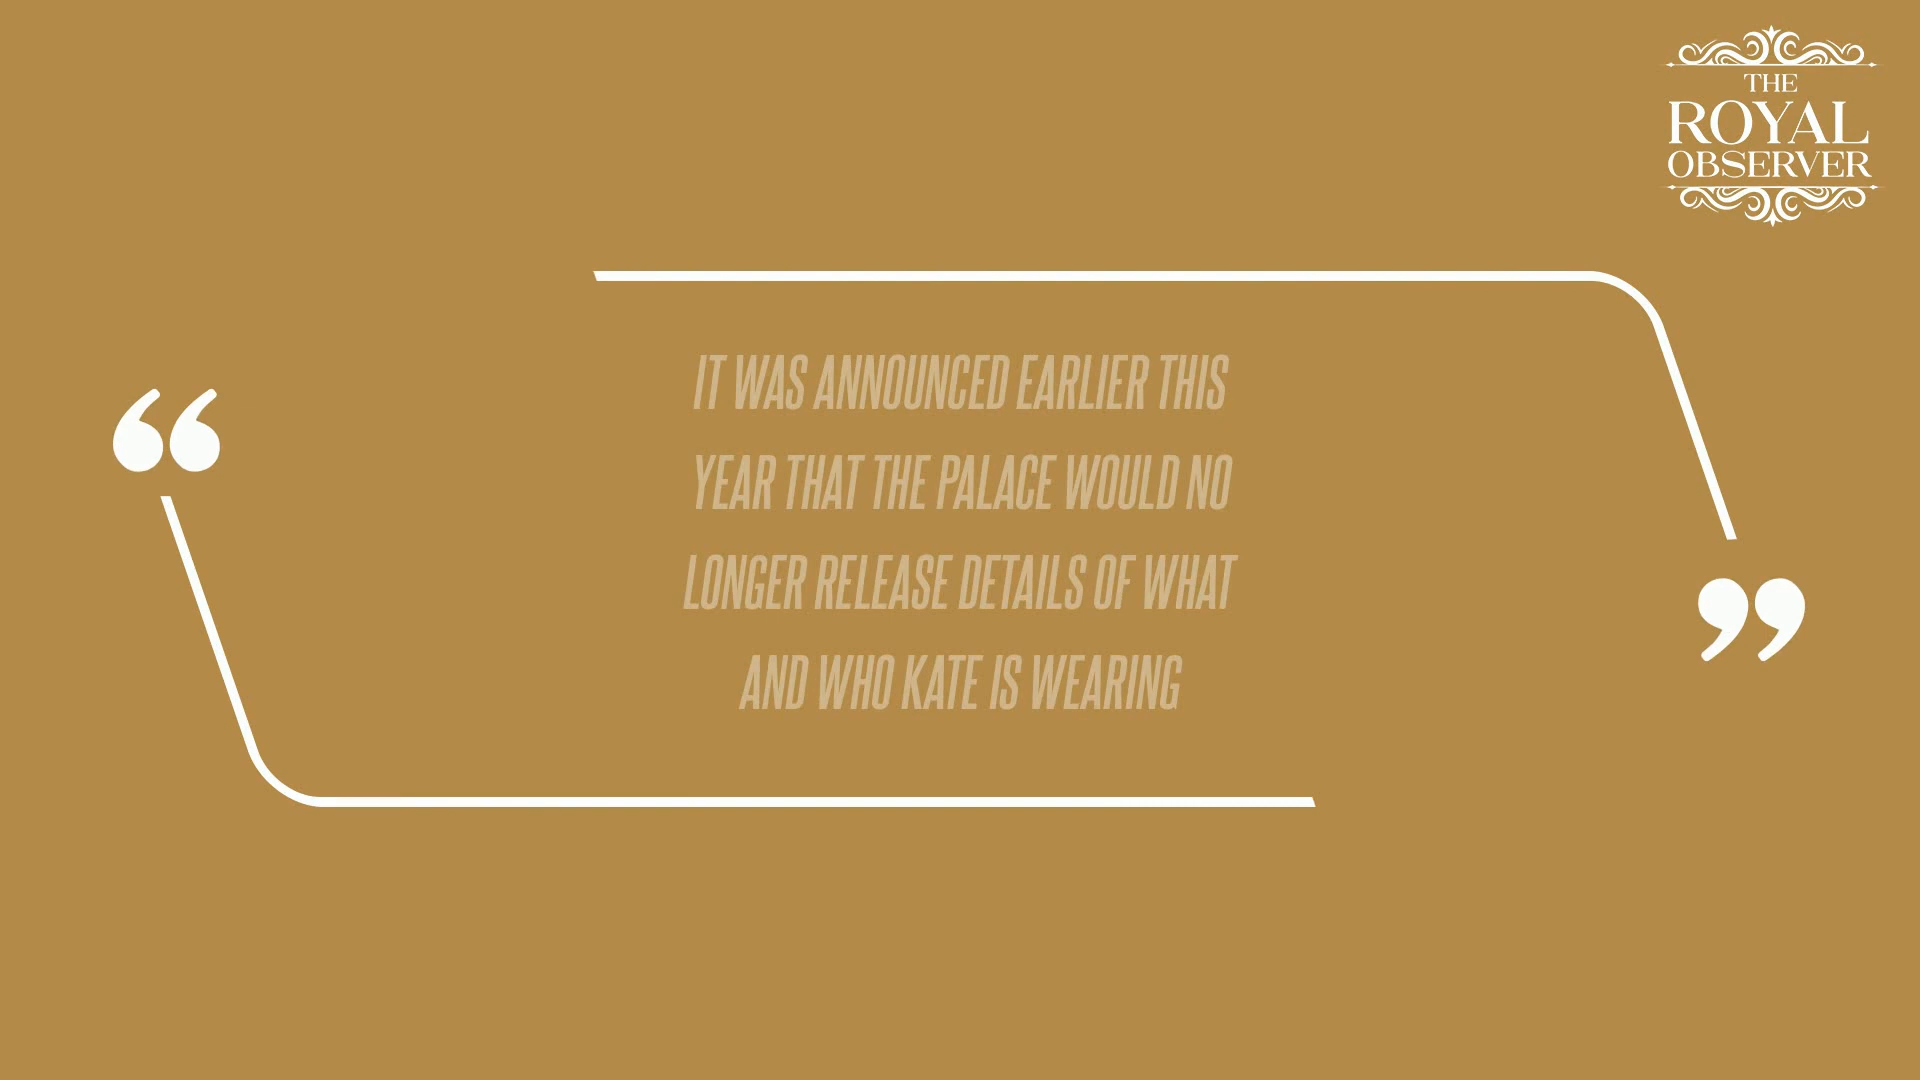 THE
ROYAL
OBSERVER
IT WAS ANNOUNCED EARLIER THIS
YEAR THAT THE PALACE WOULD NO
LONGER RELEASE DETAILS OF WHAT
AND WHO KATE IS WEARING